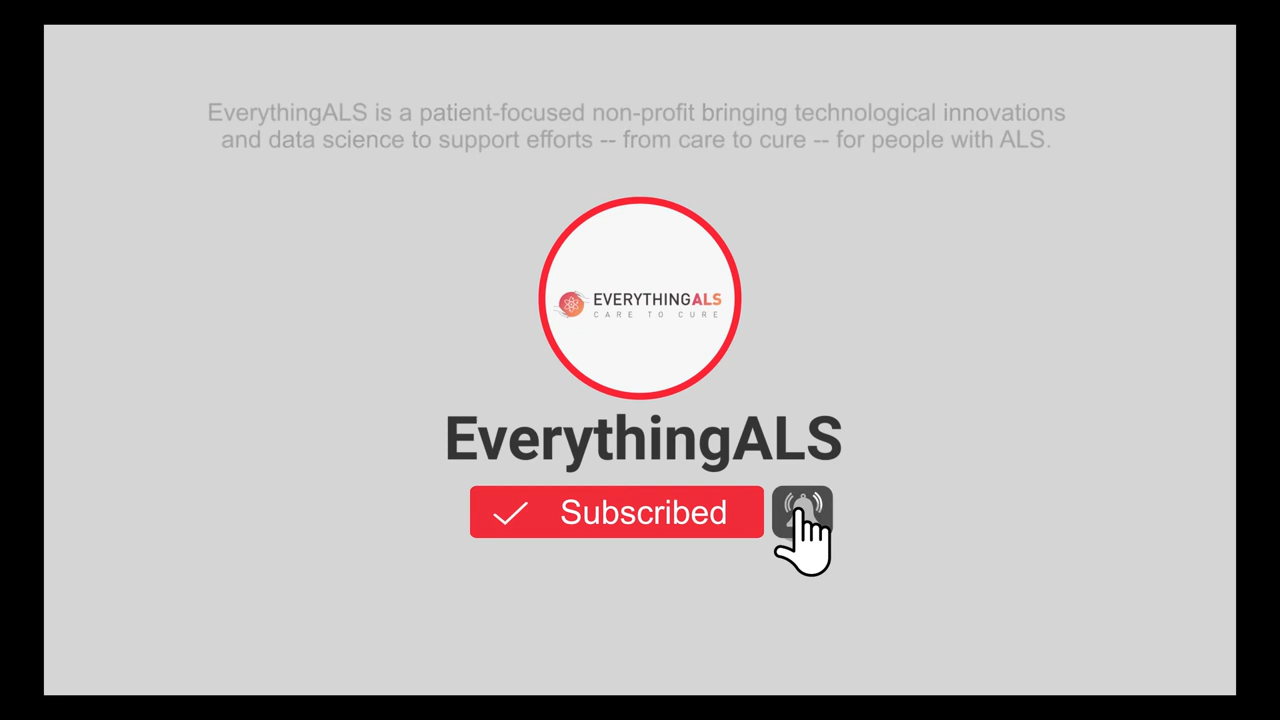 EverythingALS is a patient-focused non-profit bringing technological innovations
and data science to support efforts -- from care to cure -- for people with ALS.
EVERYTHINGALS
CARE TO CURE
EverythingALS
Subscribed